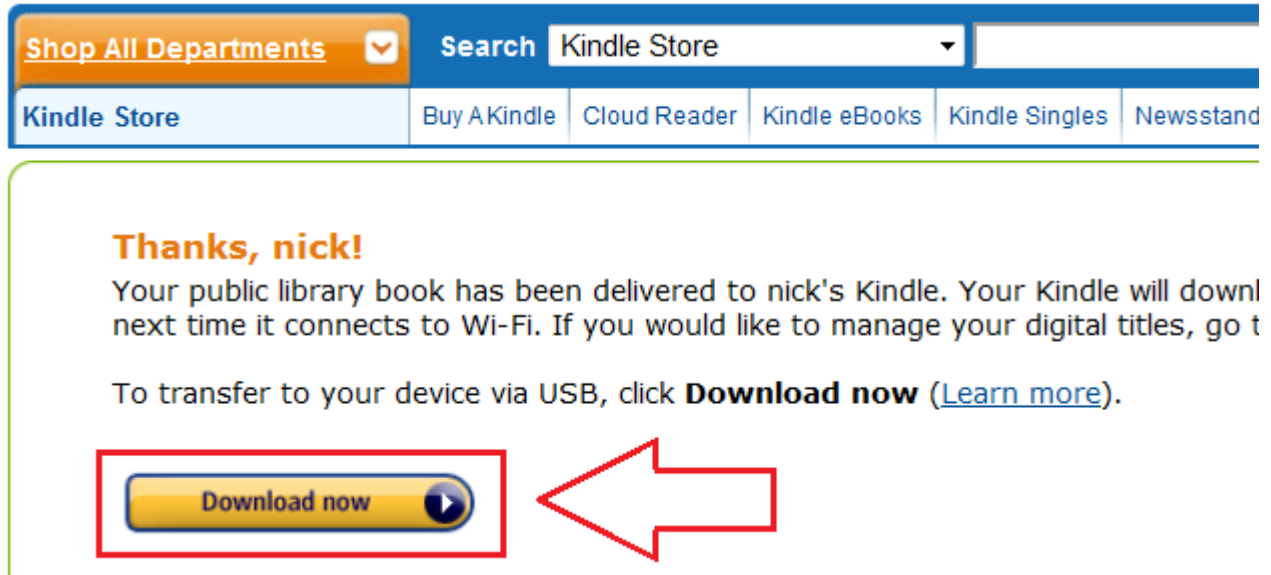 Shop All Departments Search Kindle Store
Kindle Store Buy A Kindle Cloud Reader Kindle eBooks Kindle Singles Newsstand
Thanks, nick!
Your public library book has been delivered to nick's Kindle. Your Kindle will downl
next time it connects to Wi-Fi. If you would like to manage your digital titles, go t
To transfer to your device via USB, click Download now (Learn more).
Download now